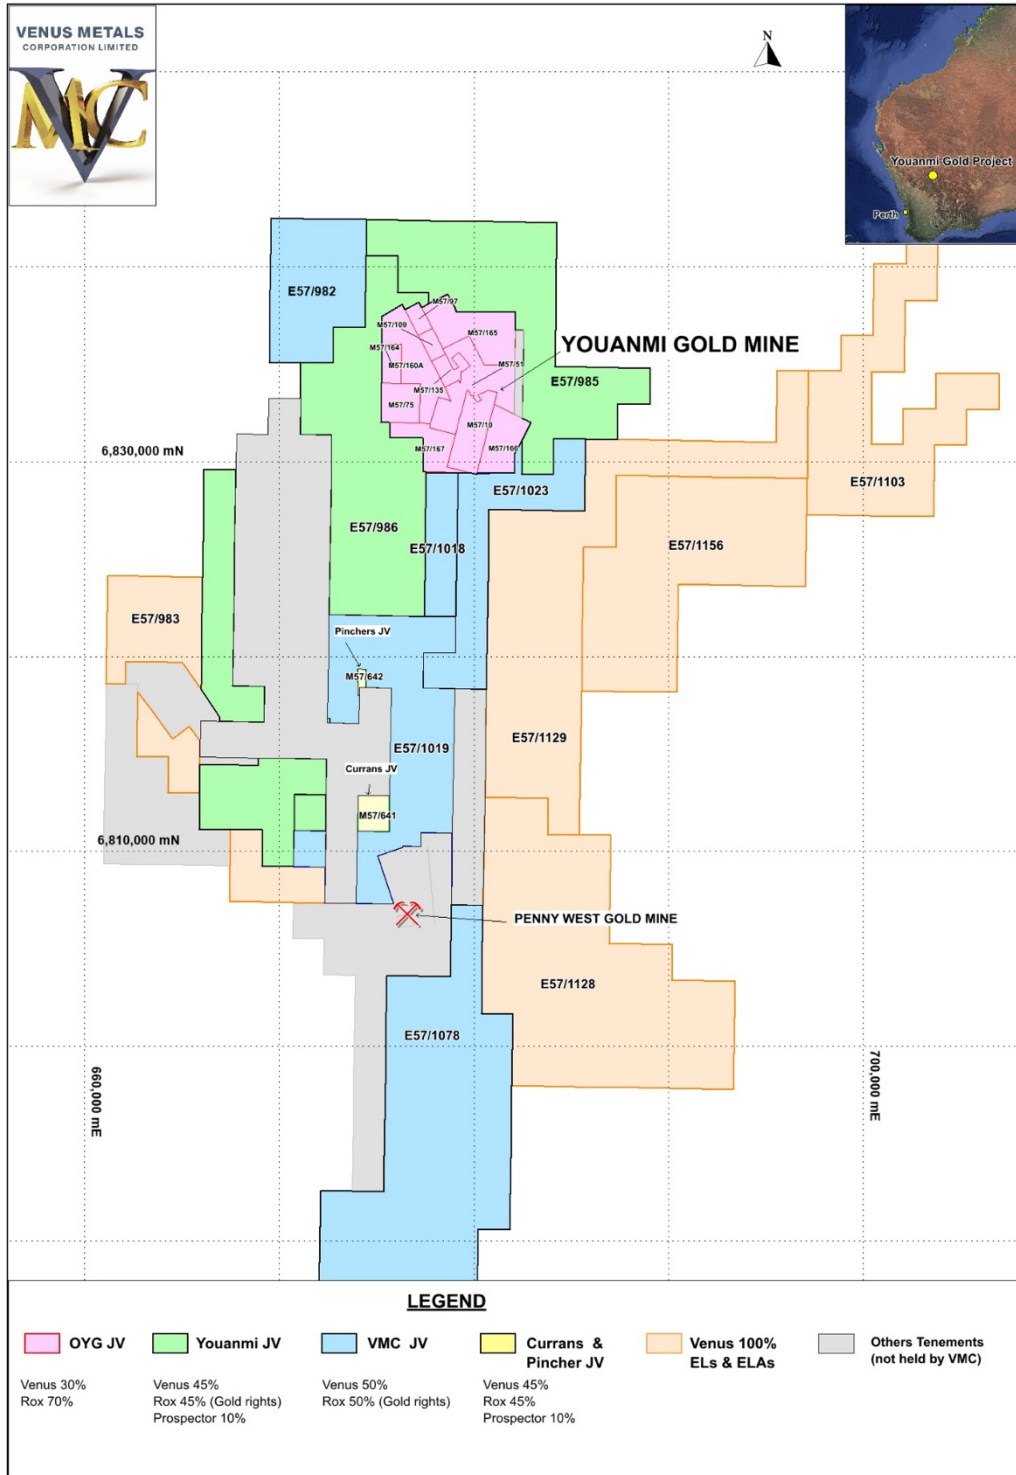 VENUS METALS
CORPORATION LIMITED
VMC
N
Youanmi Gold Project
Perth
E57/982
M57/97
M57/109
M57/165
M57/164
YOUANMI GOLD MINE
M57/160A
M57/51
E57/985
M57/135
M57/75
M57/10
6,830,000 mN
M57/167
M57/166
E57/1103
E57/1023
E57/986
E57/1018
E57/1156
E57/983
Pinchers JV
M57/642
E57/1129
E57/1019
Currans JV
M57/641
6,810,000 mN
PENNY WEST GOLD MINE
E57/1128
E57/1078
660,000 mE
700,000 mE
LEGEND
OYG JV
Venus 30%
Rox 70%
Youanmi JV
Venus 45%
Rox 45% (Gold rights)
Prospector 10%
VMC JV
Venus 50%
Rox 50% (Gold rights)
Currans &
Pincher JV
Venus 45%
Rox 45%
Prospector 10%
Venus 100%
ELs & ELAs
Others Tenements
(not held by VMC)